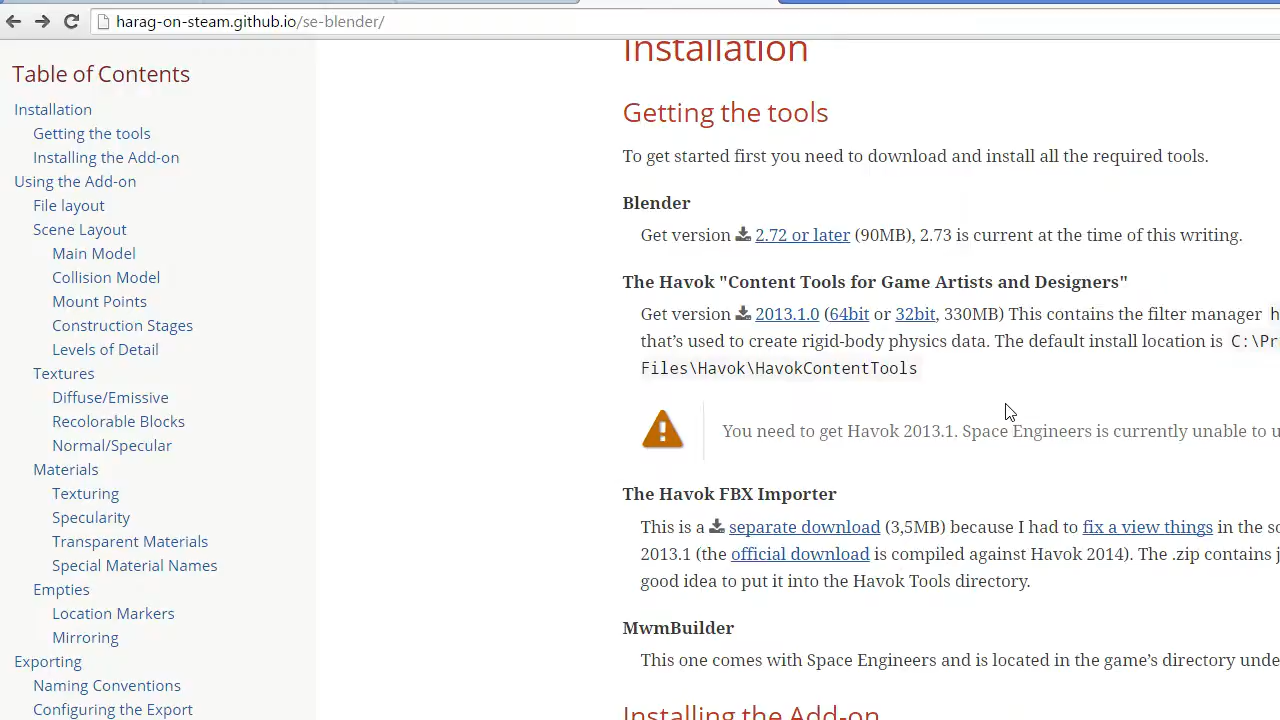 harag-on-steam.github.io/se-blender/
Table of Contents
Installation
Getting the tools
Installing the Add-on
Using the Add-on
File layout
Scene Layout
Main Model
Collision Model
Mount Points
Construction Stages
Levels of Detail
Textures
Diffuse/Emissive
Recolorable Blocks
Normal/Specular
Materials
Texturing
Specularity
Transparent Materials
Special Material Names
Empties
Location Markers
Mirroring
Exporting
Naming Conventions
Configuring the Export
Installation
Getting the tools
To get started first you need to download and install all the required tools.
Blender
Get version 2.72 or later (90MB), 2.73 is current at the time of this writing.
The Havok "Content Tools for Game Artists and Designers"
Get version 2013.1.0 (64bit or 32bit, 330MB) This contains the filter manager h
that’s used to create rigid-body physics data. The default install location is C:\Pr
Files\Havok\HavokContentTools
You need to get Havok 2013.1. Space Engineers is currently unable to u
The Havok FBX Importer
This is a separate download (3,5MB) because I had to fix a view things in the so
2013.1 (the official download is compiled against Havok 2014). The .zip contains j
good idea to put it into the Havok Tools directory.
MwmBuilder
This one comes with Space Engineers and is located in the game’s directory unde
Installing the Add-on